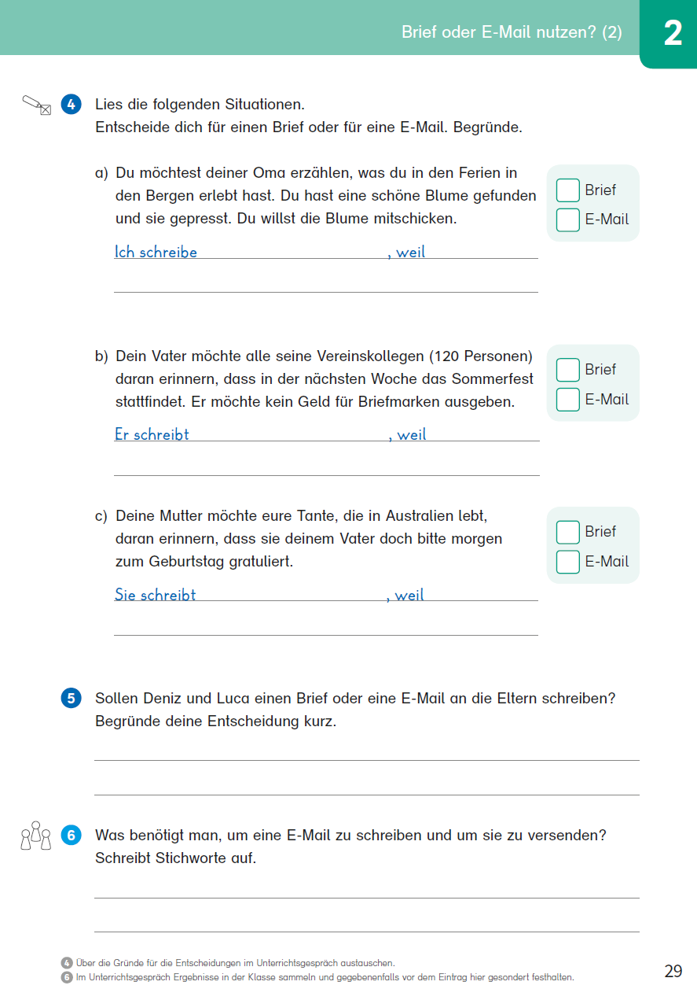 Brief oder E-Mail nutzen? (2)
2
4 Lies die folgenden Situationen.
Entscheide dich für einen Brief oder für eine E-Mail. Begründe.
a) Du möchtest deiner Oma erzählen, was du in den Ferien in
den Bergen erlebt hast. Du hast eine schöne Blume gefunden
und sie gepresst. Du willst die Blume mitschicken.
Brief
E-Mail
Ich schreibe , weil
b) Dein Vater möchte alle seine Vereinskollegen (120 Personen)
daran erinnern, dass in der nächsten Woche das Sommerfest
stattfindet. Er möchte kein Geld für Briefmarken ausgeben.
Brief
E-Mail
Er schreibt , weil
c) Deine Mutter möchte eure Tante, die in Australien lebt,
daran erinnern, dass sie deinem Vater doch bitte morgen
zum Geburtstag gratuliert.
Brief
E-Mail
Sie schreibt , weil
5 Sollen Deniz und Luca einen Brief oder eine E-Mail an die Eltern schreiben?
Begründe deine Entscheidung kurz.
6 Was benötigt man, um eine E-Mail zu schreiben und um sie zu versenden?
Schreibt Stichworte auf.
4 Über die Gründe für die Entscheidungen im Unterrichtsgespräch austauschen.
6 Im Unterrichtsgespräch Ergebnisse in der Klasse sammeln und gegebenenfalls vor dem Eintrag hier gesondert festhalten.
29